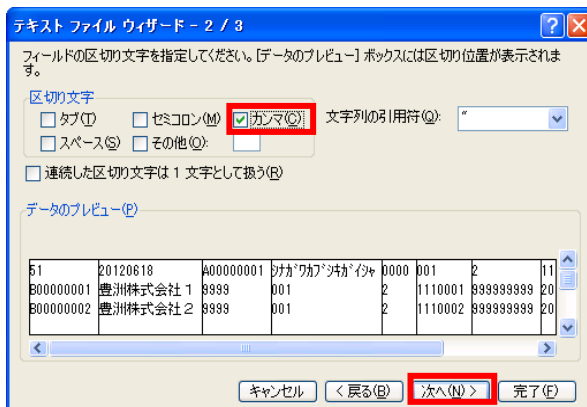 テキスト ファイル ウィザード - 2 / 3
フィールドの区切り文字を指定してください。[データのプレビュー] ボックスには区切り位置が表示されま
す。
区切り文字
タブ(T) セミコロン(M) カンマ(C) 文字列の引用符(Q): "
スペース(S) その他(O):
連続した区切り文字は 1 文字として扱う(R)
データのプレビュー(P)
51 20120618 A00000001 ｼﾅｶﾞﾜｶﾌﾞｼｷｶﾞｲｼｬ 0000 001 2 11
B00000001 豊洲株式会社１ 9999 001 2 1110001 999999999 20
B00000002 豊洲株式会社２ 9999 001 2 1110002 999999999 20
キャンセル < 戻る(B) 次へ(N) > 完了(F)